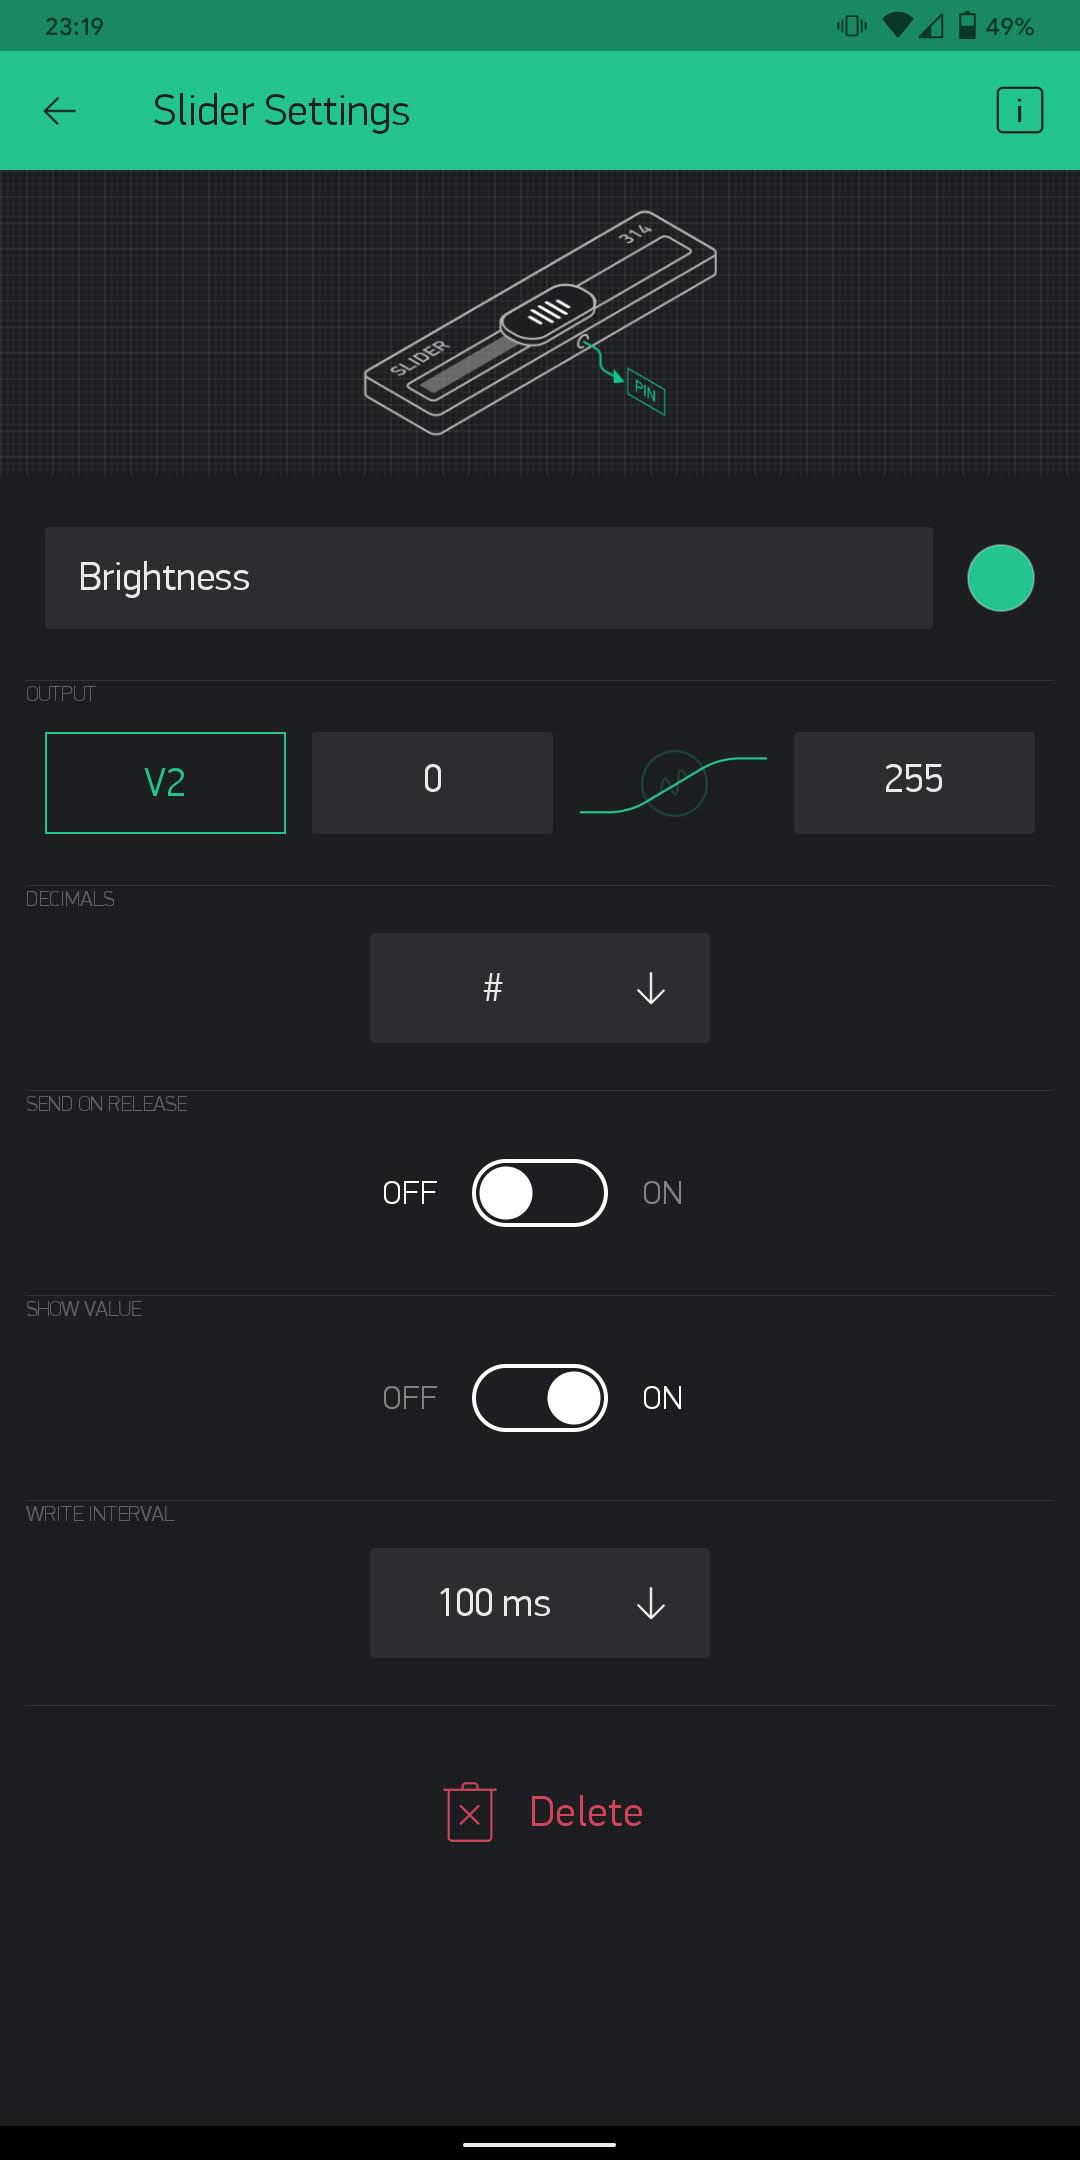 23:19
49%
Slider Settings
i
314
SLIDER
PIN
Brightness
OUTPUT
V2
0
255
DECIMALS
#
SEND ON RELEASE
OFF
ON
SHOW VALUE
OFF
ON
WRITE INTERVAL
100 ms
Delete